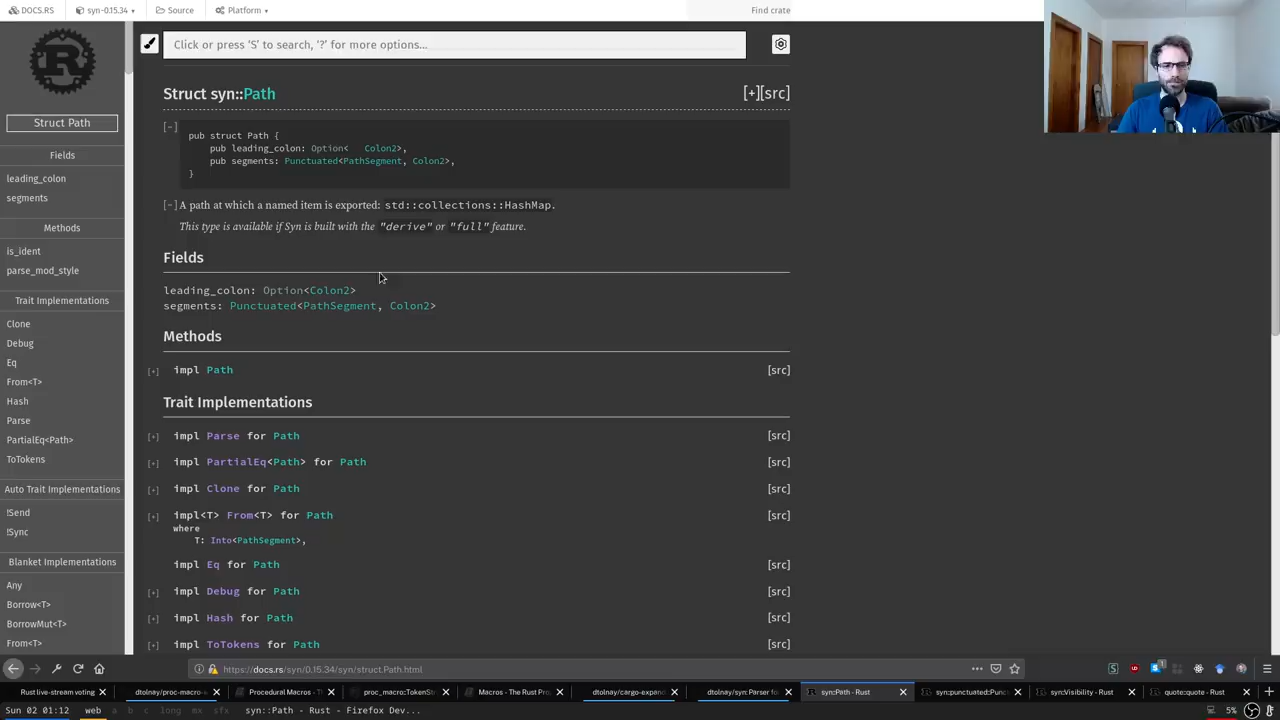 DOCS.RS
syn-0.15.34
Source
Platform
Find crate
Click or press 'S' to search, '?' for more options…
Struct Path
Fields
leading_colon
segments
Methods
is_ident
parse_mod_style
Trait Implementations
Clone
Debug
Eq
From<T>
Hash
Parse
PartialEq<Path>
ToTokens
Auto Trait Implementations
!Send
!Sync
Blanket Implementations
Any
Borrow<T>
BorrowMut<T>
From<T>
Struct syn::Path
[+][src]
[-]
pub struct Path {
pub leading_colon: Option< Colon2>,
pub segments: Punctuated<PathSegment, Colon2>,
}
[-] A path at which a named item is exported: std::collections::HashMap.
This type is available if Syn is built with the "derive" or "full" feature.
Fields
leading_colon: Option<Colon2>
segments: Punctuated<PathSegment, Colon2>
Methods
[+] impl Path [src]
Trait Implementations
[+] impl Parse for Path [src]
[+] impl PartialEq<Path> for Path [src]
[+] impl Clone for Path [src]
[+] impl<T> From<T> for Path [src]
where
T: Into<PathSegment>,
impl Eq for Path [src]
[+] impl Debug for Path [src]
[+] impl Hash for Path [src]
[+] impl ToTokens for Path [src]
https://docs.rs/syn/0.15.34/syn/struct.Path.html
Rust live-stream voting
dtolnay/proc-macro-w
Procedural Macros - Th
proc_macro::TokenStr
Macros - The Rust Pro
dtolnay/cargo-expand
dtolnay/syn: Parser for
syn::Path - Rust
syn::punctuated::Punct
syn::Visibility - Rust
quote::quote - Rust
Sun 02 01:12 web a b c long mx sfx syn::Path - Rust - Firefox Dev...
5%